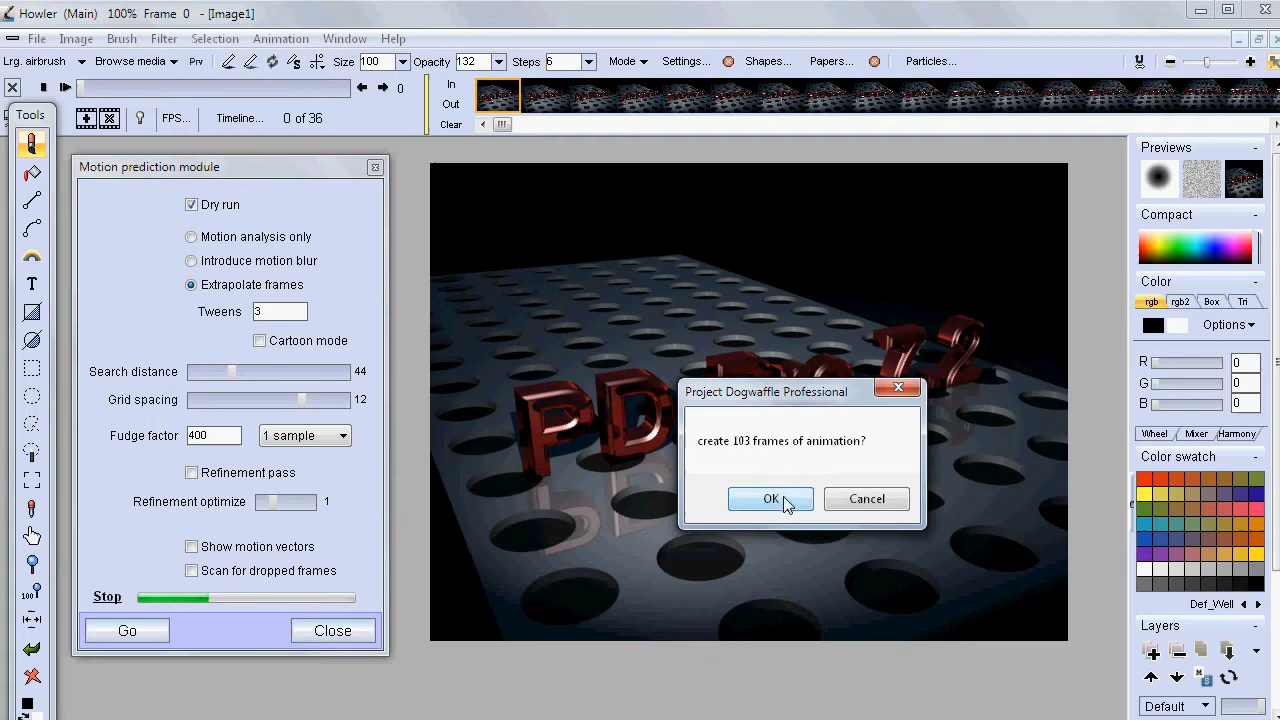 Howler (Main) 100% Frame 0 - [Image1]
File Image Brush Filter Selection Animation Window Help
Lrg. airbrush Browse media Prv Size 100 Opacity 132 Steps 6 Mode Settings... Shapes... Papers... Particles...
0
In
Out
Clear
FPS... Timeline... 0 of 36
Tools
T
100
Motion prediction module
Dry run
Motion analysis only
Introduce motion blur
Extrapolate frames
Tweens 3
Cartoon mode
Search distance 44
Grid spacing 12
Fudge factor 400 1 sample
Refinement pass
Refinement optimize 1
Show motion vectors
Scan for dropped frames
Stop
Go Close
PD
7.2
Project Dogwaffle Professional
create 103 frames of animation?
OK Cancel
Previews
Compact
Color
rgb rgb2 Box Tri
Options
R 0
G 0
B 0
Wheel Mixer Harmony
Color swatch
Def_Well
Layers
M
S
Default